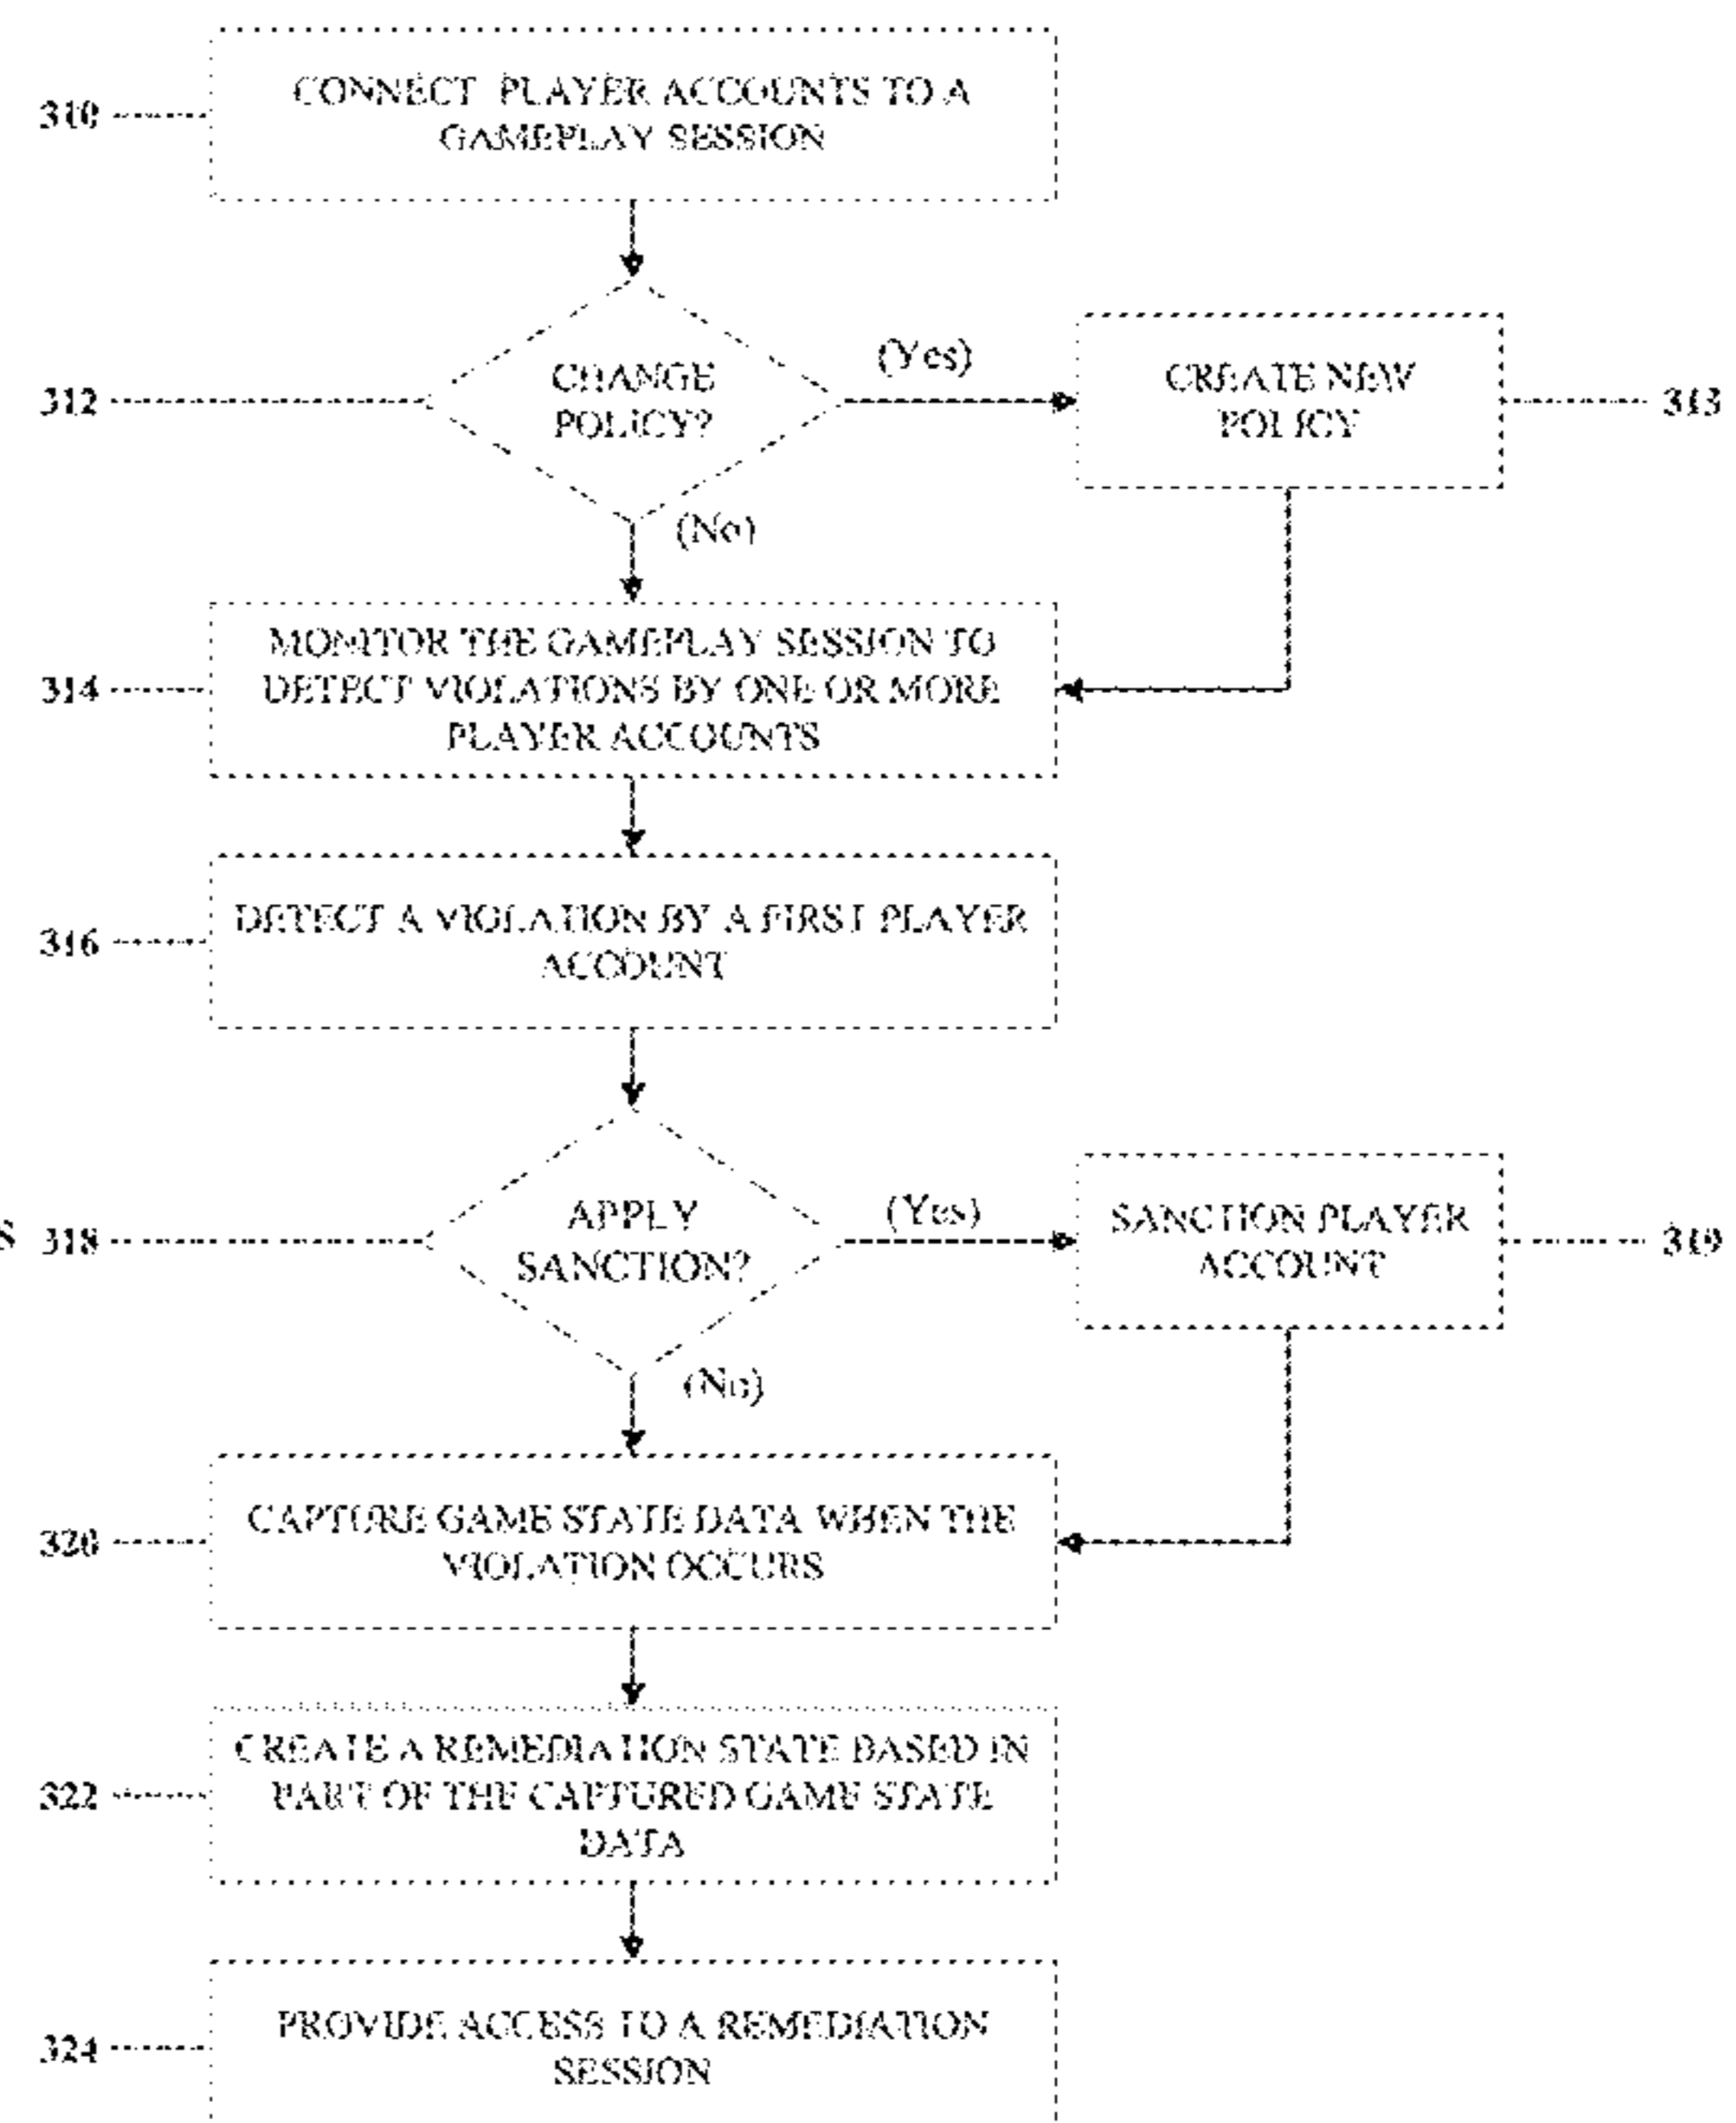 310
CONNECT PLAYER ACCOUNTS TO A
GAMEPLAY SESSION
312
CHANGE
POLICY?
(Yes)
CREATE NEW
POLICY
313
(No)
314
MONITOR THE GAMEPLAY SESSION TO
DETECT VIOLATIONS BY ONE OR MORE
PLAYER ACCOUNTS
316
DETECT A VIOLATION BY A FIRST PLAYER
ACCOUNT
S
318
APPLY
SANCTION?
(Yes)
SANCTION PLAYER
ACCOUNT
319
(No)
320
CAPTURE GAME STATE DATA WHEN THE
VIOLATION OCCURS
322
CREATE A REMEDIATION STATE BASED IN
PART OF THE CAPTURED GAME STATE
DATA
324
PROVIDE ACCESS TO A REMEDIATION
SESSION